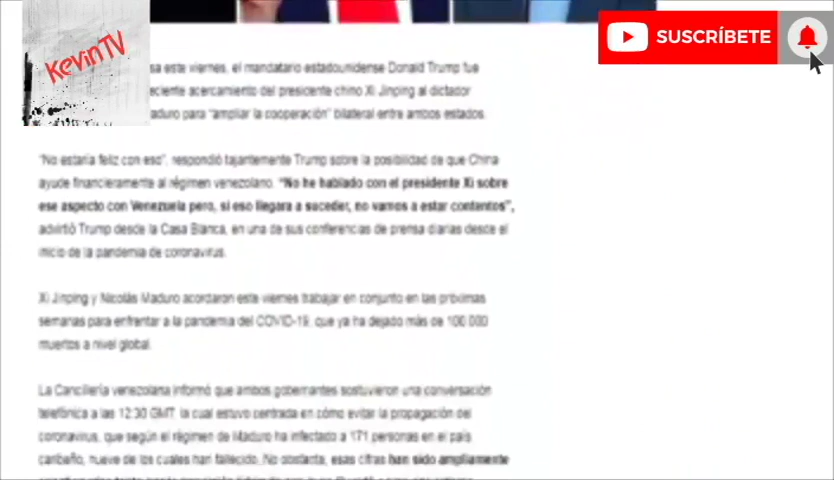 KevinTV
SUSCRÍBETE
sa este viernes, el mandatario estadounidense Donald Trump fue
eciente acercamiento del presidente chino Xi Jinping al dictador
aduro para "ampliar la cooperación" bilateral entre ambos estados.
"No estaría feliz con eso", respondió tajantemente Trump sobre la posibilidad de que China
ayude financieramente al régimen venezolano. "No he hablado con el presidente Xi sobre
ese aspecto con Venezuela pero, si eso llegara a suceder, no vamos a estar contentos",
advirtió Trump desde la Casa Blanca, en una de sus conferencias de prensa diarias desde el
inicio de la pandemia de coronavirus.
Xi Jinping y Nicolás Maduro acordaron este viernes trabajar en conjunto en las próximas
semanas para enfrentar a la pandemia del COVID-19, que ya ha dejado más de 100.000
muertos a nivel global.
La Cancillería venezolana informó que ambos gobernantes sostuvieron una conversación
telefónica a las 12:30 GMT, la cual estuvo centrada en cómo evitar la propagación del
coronavirus, que según el régimen de Maduro ha infectado a 171 personas en el país
caribeño, nueve de los cuales han fallecido. No obstante, esas cifras han sido ampliamente